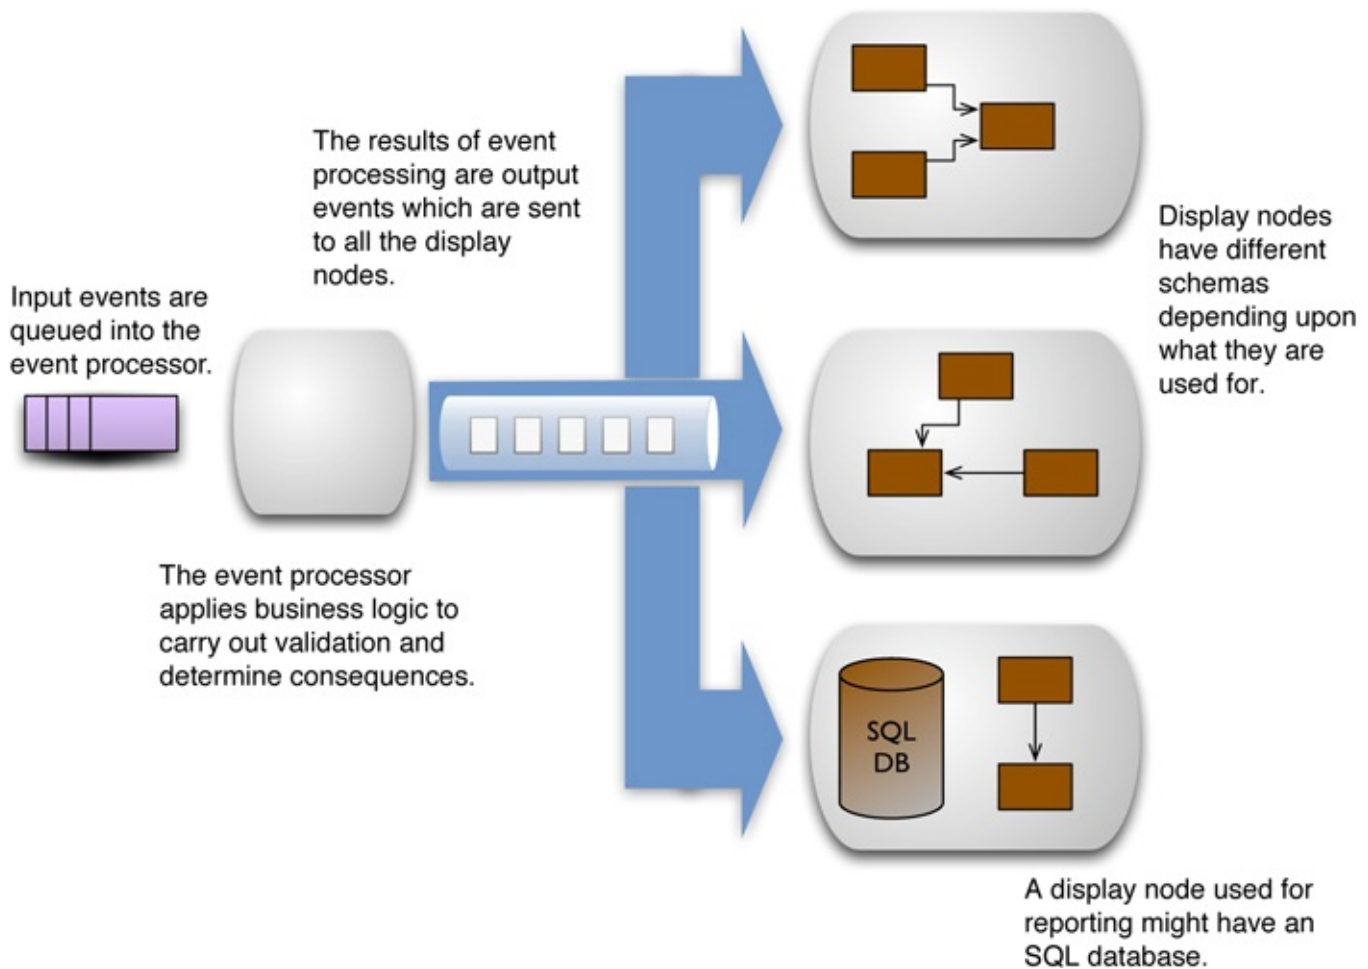 The results of event
processing are output
events which are sent
to all the display
nodes.
Input events are
queued into the
event processor.
The event processor
applies business logic to
carry out validation and
determine consequences.
Display nodes
have different
schemas
depending upon
what they are
used for.
SQL
DB
A display node used for
reporting might have an
SQL database.